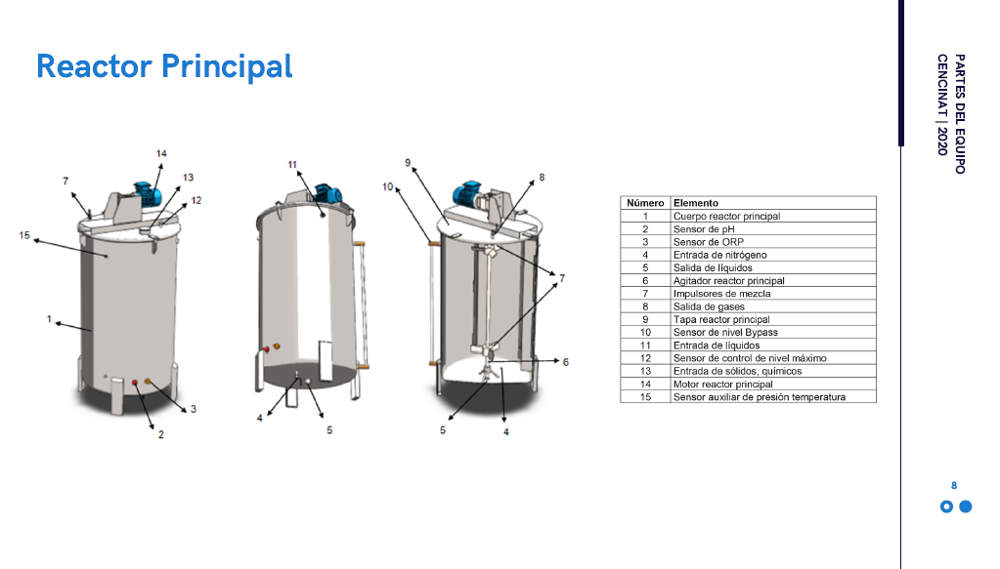 Reactor Principal
PARTES DEL EQUIPO
CENCINAT | 2020
14
13
12
7
15
1
3
2
11
4
5
9
10
8
7
6
5
4
Número Elemento
1 Cuerpo reactor principal
2 Sensor de pH
3 Sensor de ORP
4 Entrada de nitrógeno
5 Salida de líquidos
6 Agitador reactor principal
7 Impulsores de mezcla
8 Salida de gases
9 Tapa reactor principal
10 Sensor de nivel Bypass
11 Entrada de líquidos
12 Sensor de control de nivel máximo
13 Entrada de sólidos, químicos
14 Motor reactor principal
15 Sensor auxiliar de presión temperatura
8